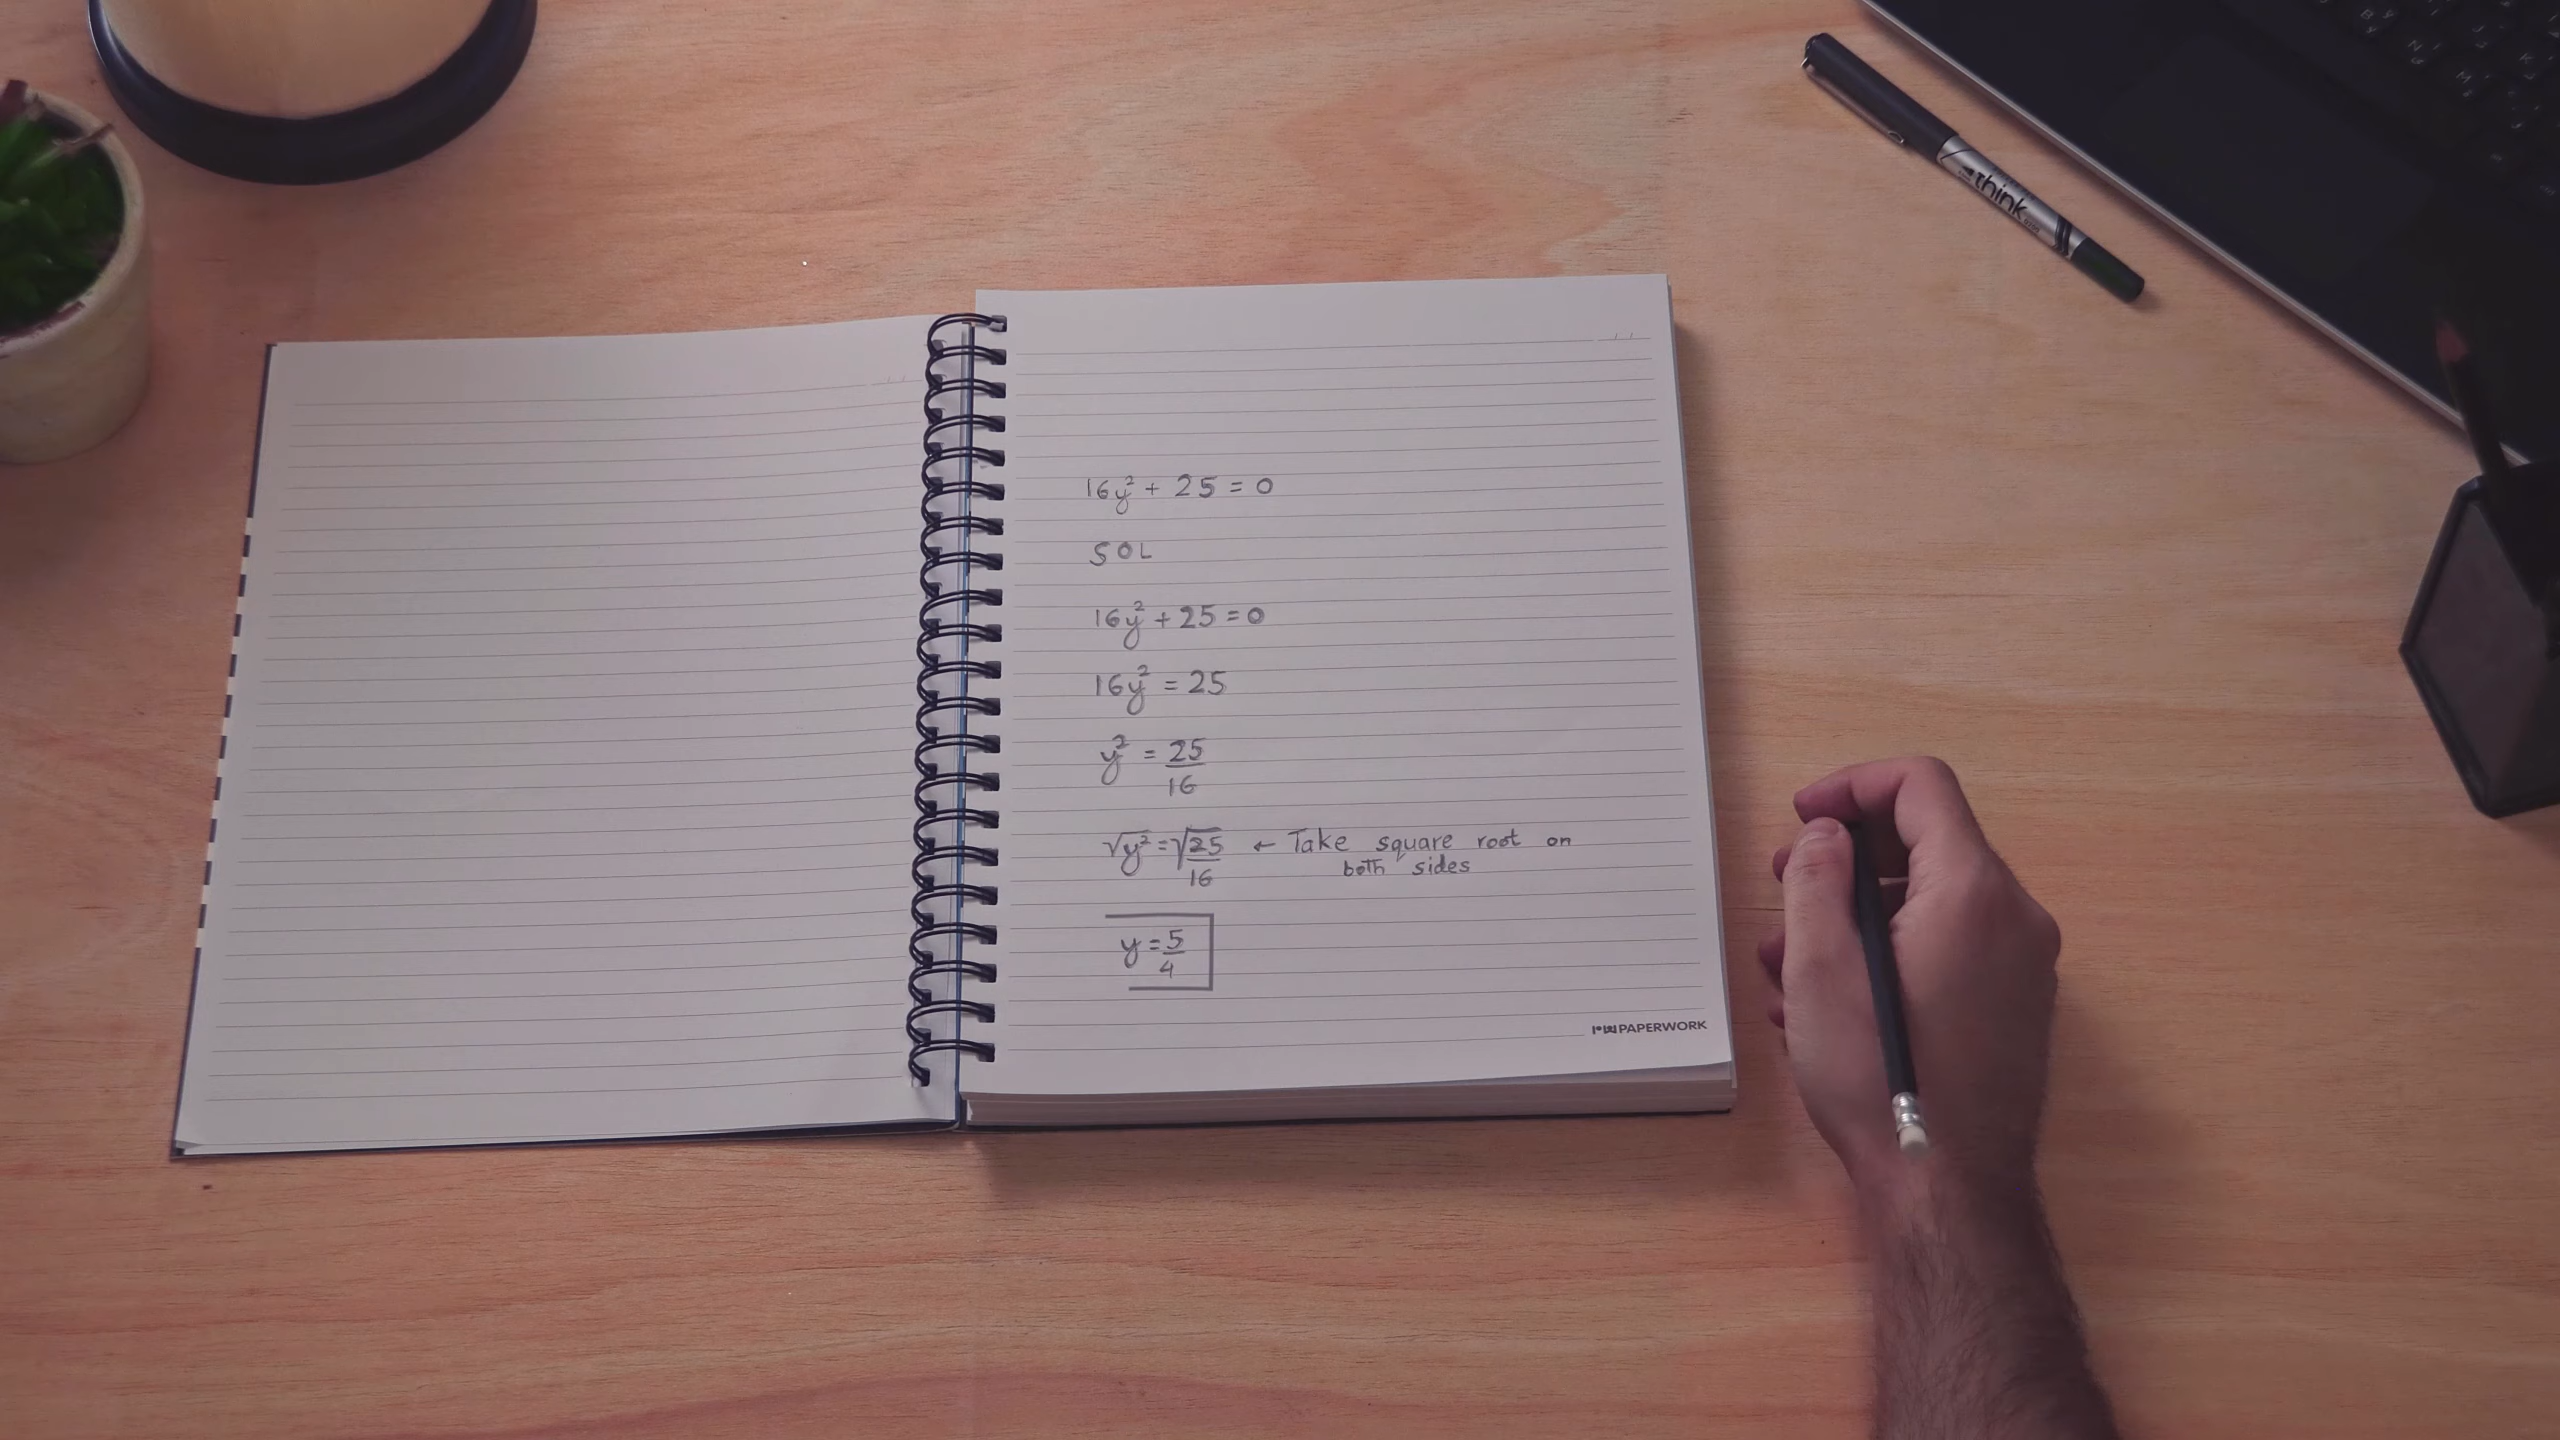 16y² + 25 = 0
SOL
16y² + 25 = 0
16y² = 25
y² = 25/16
√y² = √25/16 ← Take square root on
both sides
y = 5/4
PAPERWORK
think